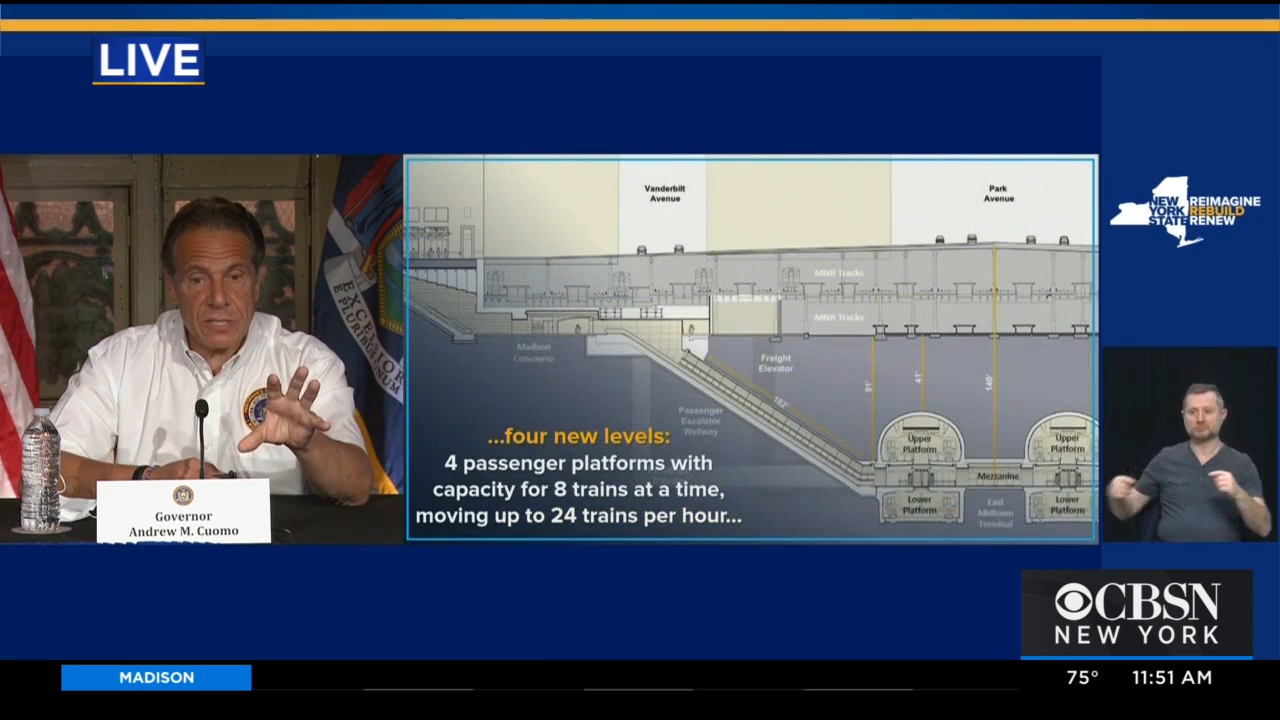 LIVE
Vanderbilt
Avenue
Park
Avenue
MNR Tracks
MNR Tracks
Madison
Concourse
Freight
Elevator
Passenger
Escalator
Wellway
182'
91'
41'
140'
Upper
Platform
Upper
Platform
Mezzanine
Lower
Platform
East
Midtown
Terminal
Lower
Platform
...four new levels:
4 passenger platforms with
capacity for 8 trains at a time,
moving up to 24 trains per hour...
EXCELSIOR
E PLURIBUS UNUM
Governor
Andrew M. Cuomo
NEW
YORK
STATE
REIMAGINE
REBUILD
RENEW
CBSN
NEW YORK
MADISON
75° 11:51 AM